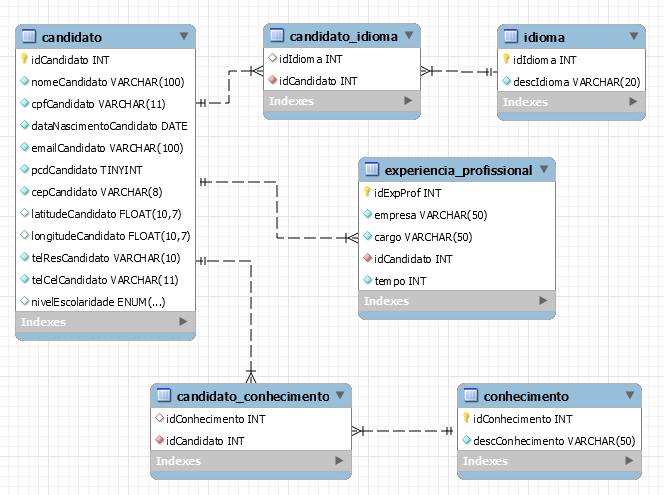 candidato
idCandidato INT
nomeCandidato VARCHAR(100)
cpfCandidato VARCHAR(11)
dataNascimentoCandidato DATE
emailCandidato VARCHAR(100)
pcdCandidato TINYINT
cepCandidato VARCHAR(8)
latitudeCandidato FLOAT(10,7)
longitudeCandidato FLOAT(10,7)
telResCandidato VARCHAR(10)
telCelCandidato VARCHAR(11)
nivelEscolaridade ENUM(...)
Indexes
candidato_idioma
idIdioma INT
idCandidato INT
Indexes
idioma
idIdioma INT
descIdioma VARCHAR(20)
Indexes
experiencia_profissional
idExpProf INT
empresa VARCHAR(50)
cargo VARCHAR(50)
idCandidato INT
tempo INT
Indexes
candidato_conhecimento
idConhecimento INT
idCandidato INT
Indexes
conhecimento
idConhecimento INT
descConhecimento VARCHAR(50)
Indexes